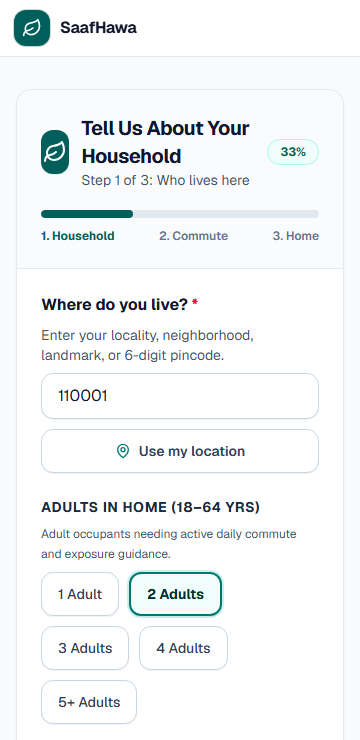 SaafHawa
Tell Us About Your
Household
33%
Step 1 of 3: Who lives here
1. Household
2. Commute
3. Home
Where do you live? *
Enter your locality, neighborhood,
landmark, or 6-digit pincode.
110001
Use my location
ADULTS IN HOME (18–64 YRS)
Adult occupants needing active daily commute
and exposure guidance.
1 Adult
2 Adults
3 Adults
4 Adults
5+ Adults